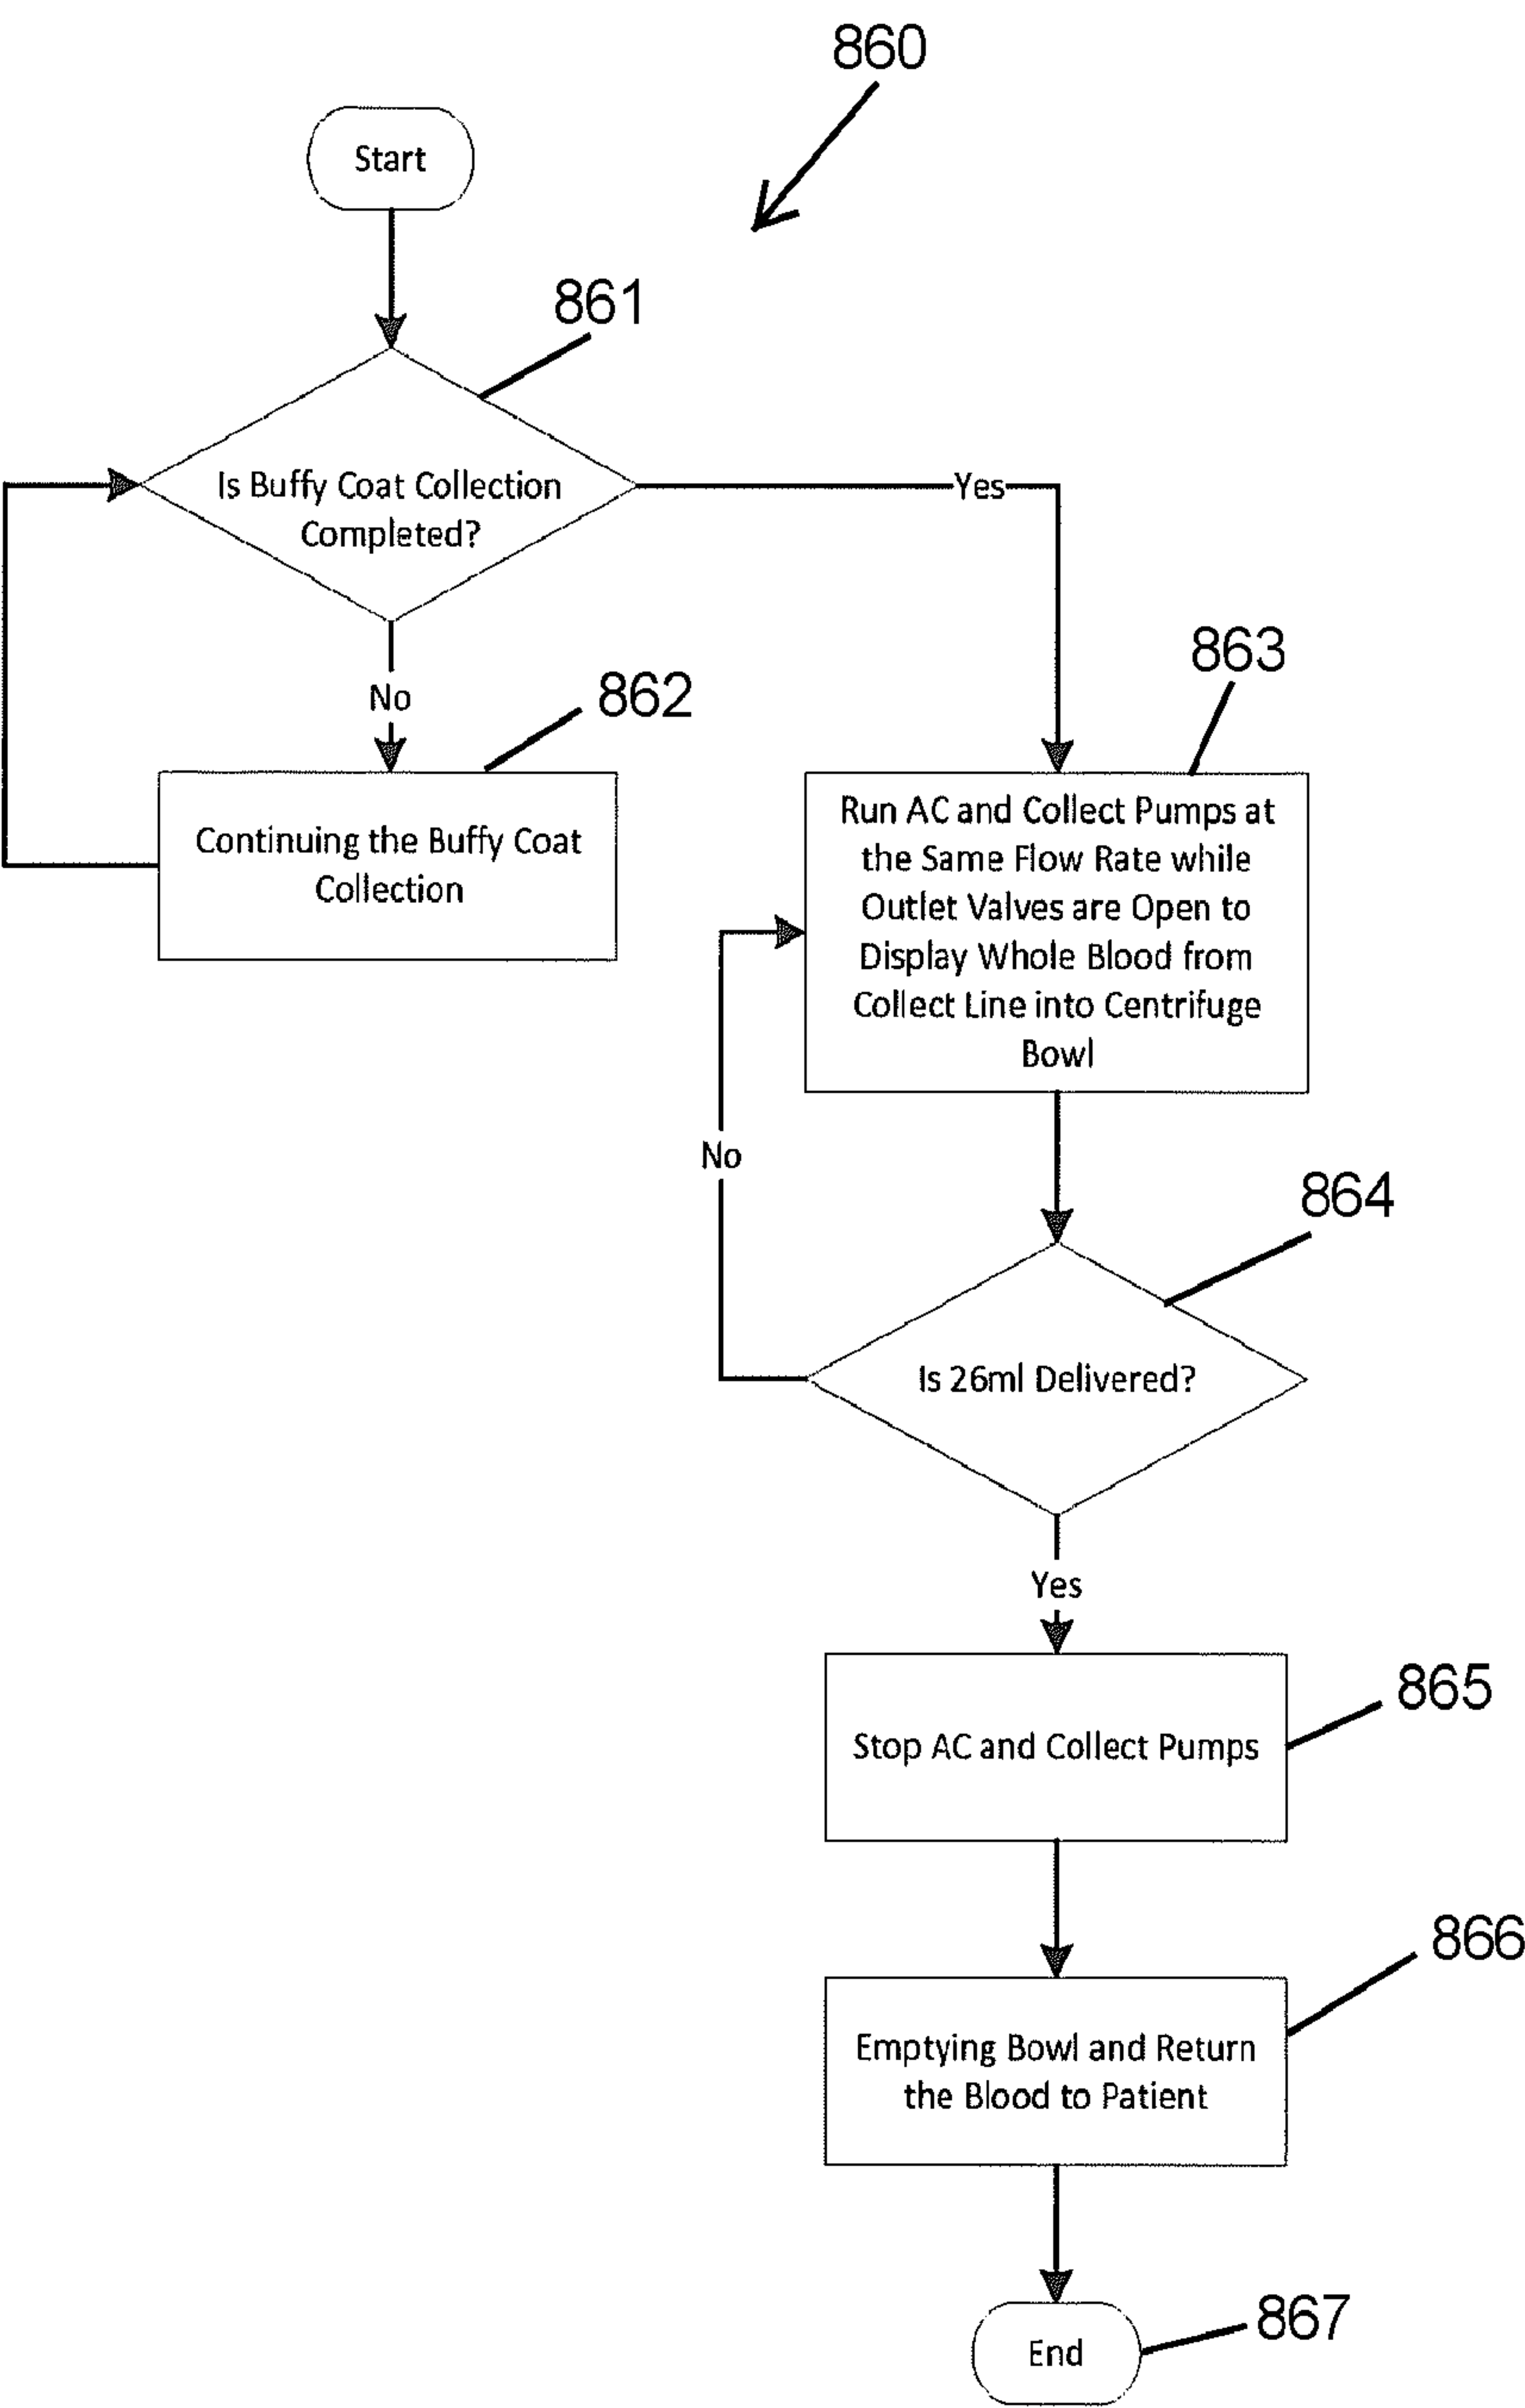 860
Start
861
Is Buffy Coat Collection
Completed?
Yes
No
862
Continuing the Buffy Coat
Collection
863
Run AC and Collect Pumps at
the Same Flow Rate while
Outlet Valves are Open to
Display Whole Blood from
Collect Line into Centrifuge
Bowl
No
864
Is 26ml Delivered?
Yes
865
Stop AC and Collect Pumps
866
Emptying Bowl and Return
the Blood to Patient
867
End